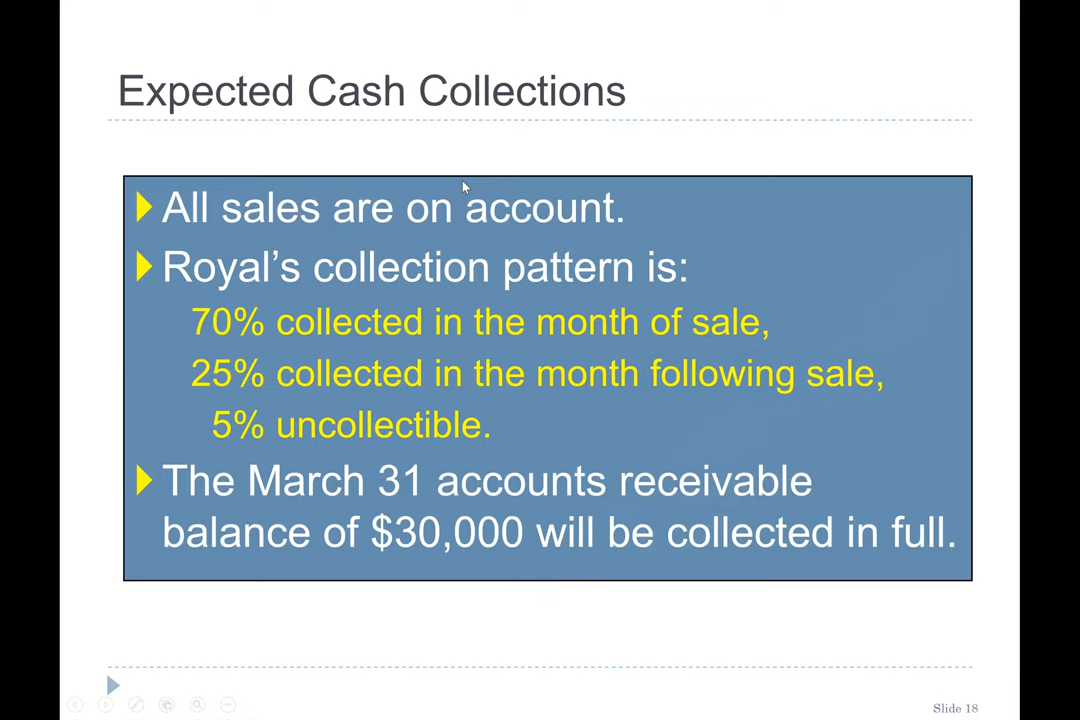 Expected Cash Collections
All sales are on account.
Royal’s collection pattern is:
70% collected in the month of sale,
25% collected in the month following sale,
5% uncollectible.
The March 31 accounts receivable
balance of $30,000 will be collected in full.
Slide 18